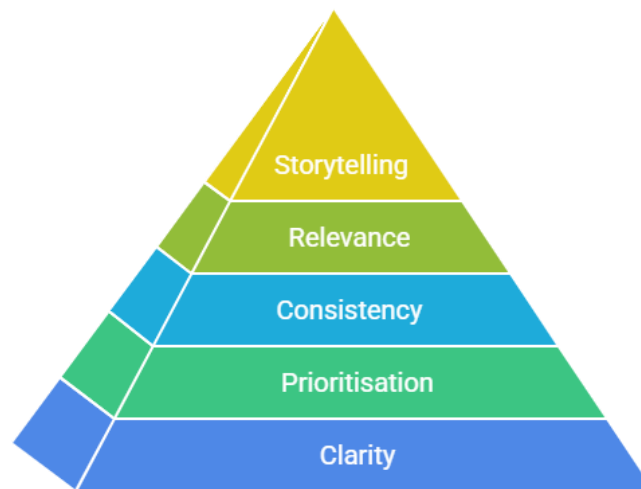 Storytelling
Relevance
Consistency
Prioritisation
Clarity